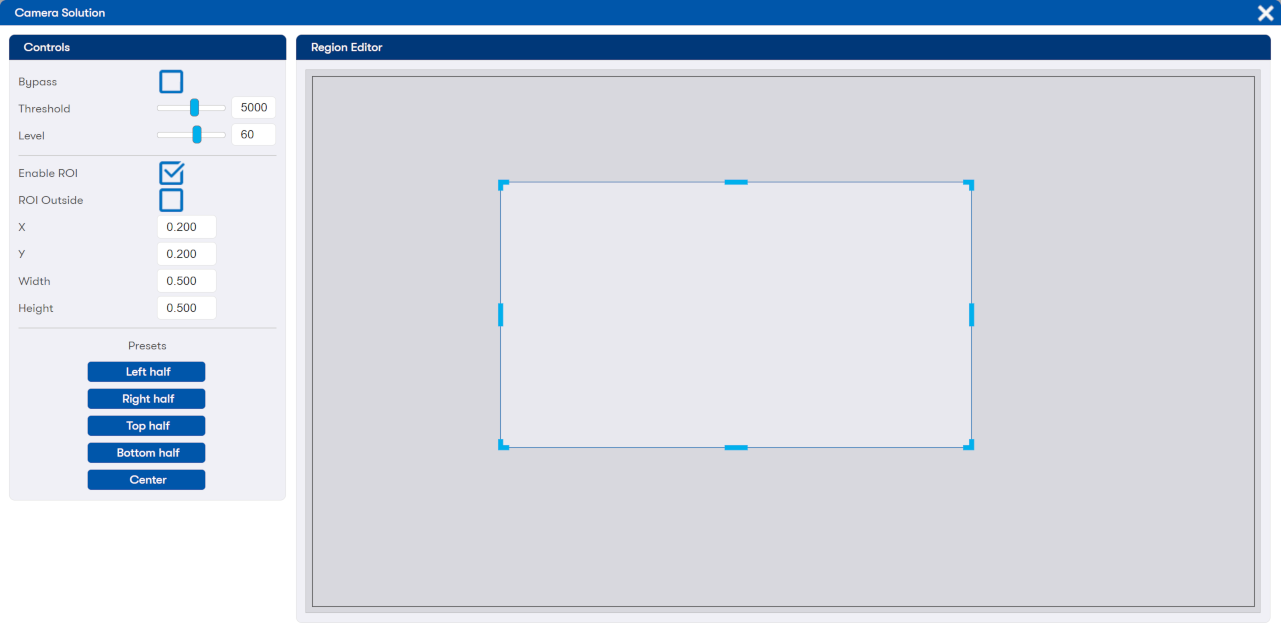 Camera Solution
Controls
Bypass
Threshold 5000
Level 60
Enable ROI
ROI Outside
X 0.200
Y 0.200
Width 0.500
Height 0.500
Presets
Left half
Right half
Top half
Bottom half
Center
Region Editor